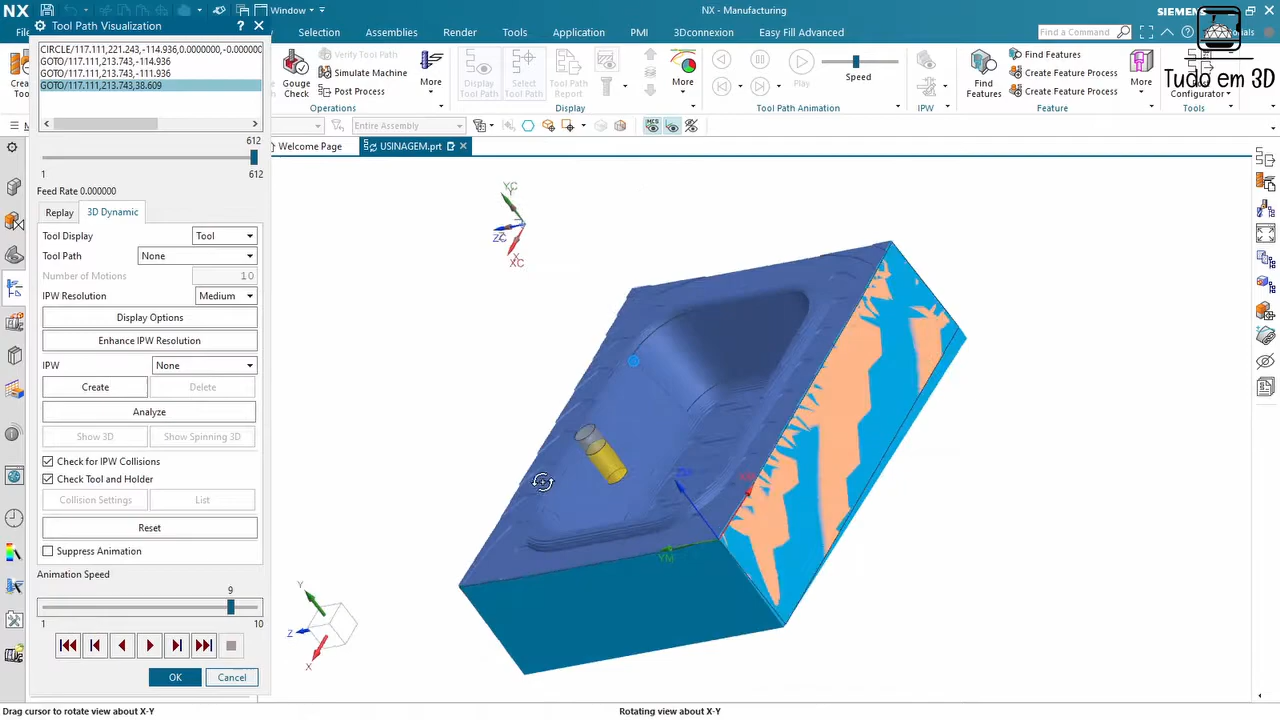 NX
Window
NX - Manufacturing
SIEMENS
Tool Path Visualization
Selection
Assemblies
Render
Tools
Application
PMI
3Dconnexion
Easy Fill Advanced
Find a Command
Tudo em 3D
CIRCLE/117.111,221.243,-114.936,0.0000000,-0.00000
GOTO/117.111,213.743,-114.936
GOTO/117.111,213.743,-111.936
GOTO/117.111,213.743,38.609
Gouge Check
Verify Tool Path
Simulate Machine
Post Process
More
Operations
Display Tool Path
Select Tool Path
Tool Path Report
More
Display
Play
Speed
Tool Path Animation
IPW
Find Features
Find Features
Create Feature Process
Create Feature Process
Feature
More
Tools
Entire Assembly
Welcome Page
USINAGEM.prt
612
1
612
Feed Rate 0.000000
Replay
3D Dynamic
Tool Display
Tool
Tool Path
None
Number of Motions
10
IPW Resolution
Medium
Display Options
Enhance IPW Resolution
IPW
None
Create
Delete
Analyze
Show 3D
Show Spinning 3D
Check for IPW Collisions
Check Tool and Holder
Collision Settings
List
Reset
Suppress Animation
Animation Speed
9
1
10
OK
Cancel
YC
Y
ZC
X
XC
YM
Y
Z
X
Drag cursor to rotate view about X-Y
Rotating view about X-Y